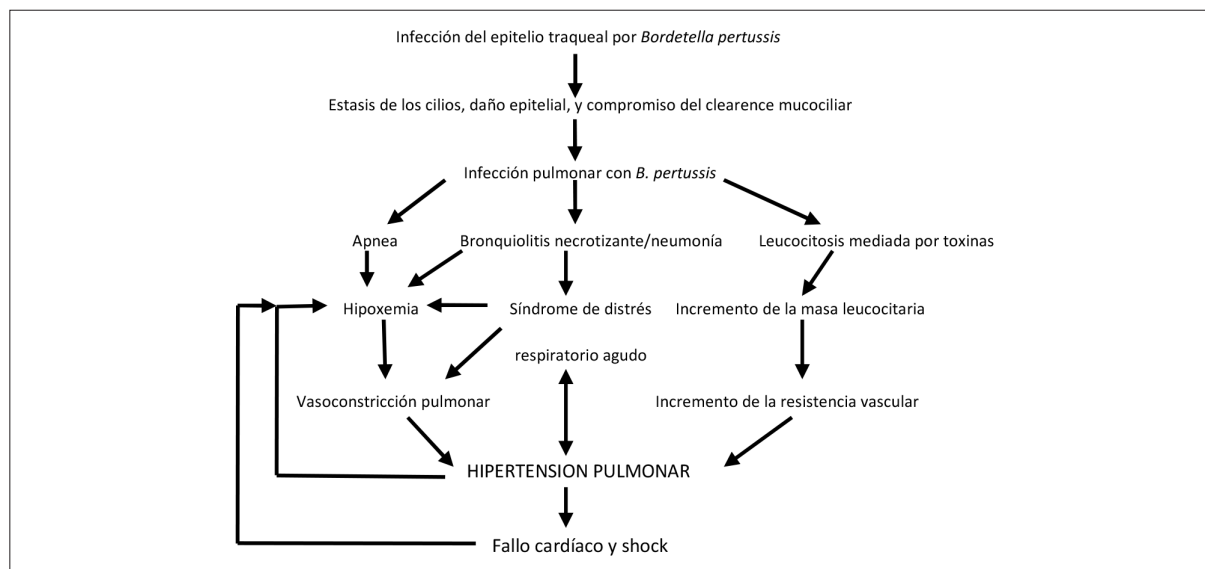 Infección del epitelio traqueal por Bordetella pertussis
Estasis de los cilios, daño epitelial, y compromiso del clearence mucociliar
Infección pulmonar con B. pertussis
Apnea
Bronquiolitis necrotizante/neumonía
Leucocitosis mediada por toxinas
Hipoxemia
Síndrome de distrés
respiratorio agudo
Incremento de la masa leucocitaria
Vasoconstricción pulmonar
Incremento de la resistencia vascular
HIPERTENSION PULMONAR
Fallo cardíaco y shock